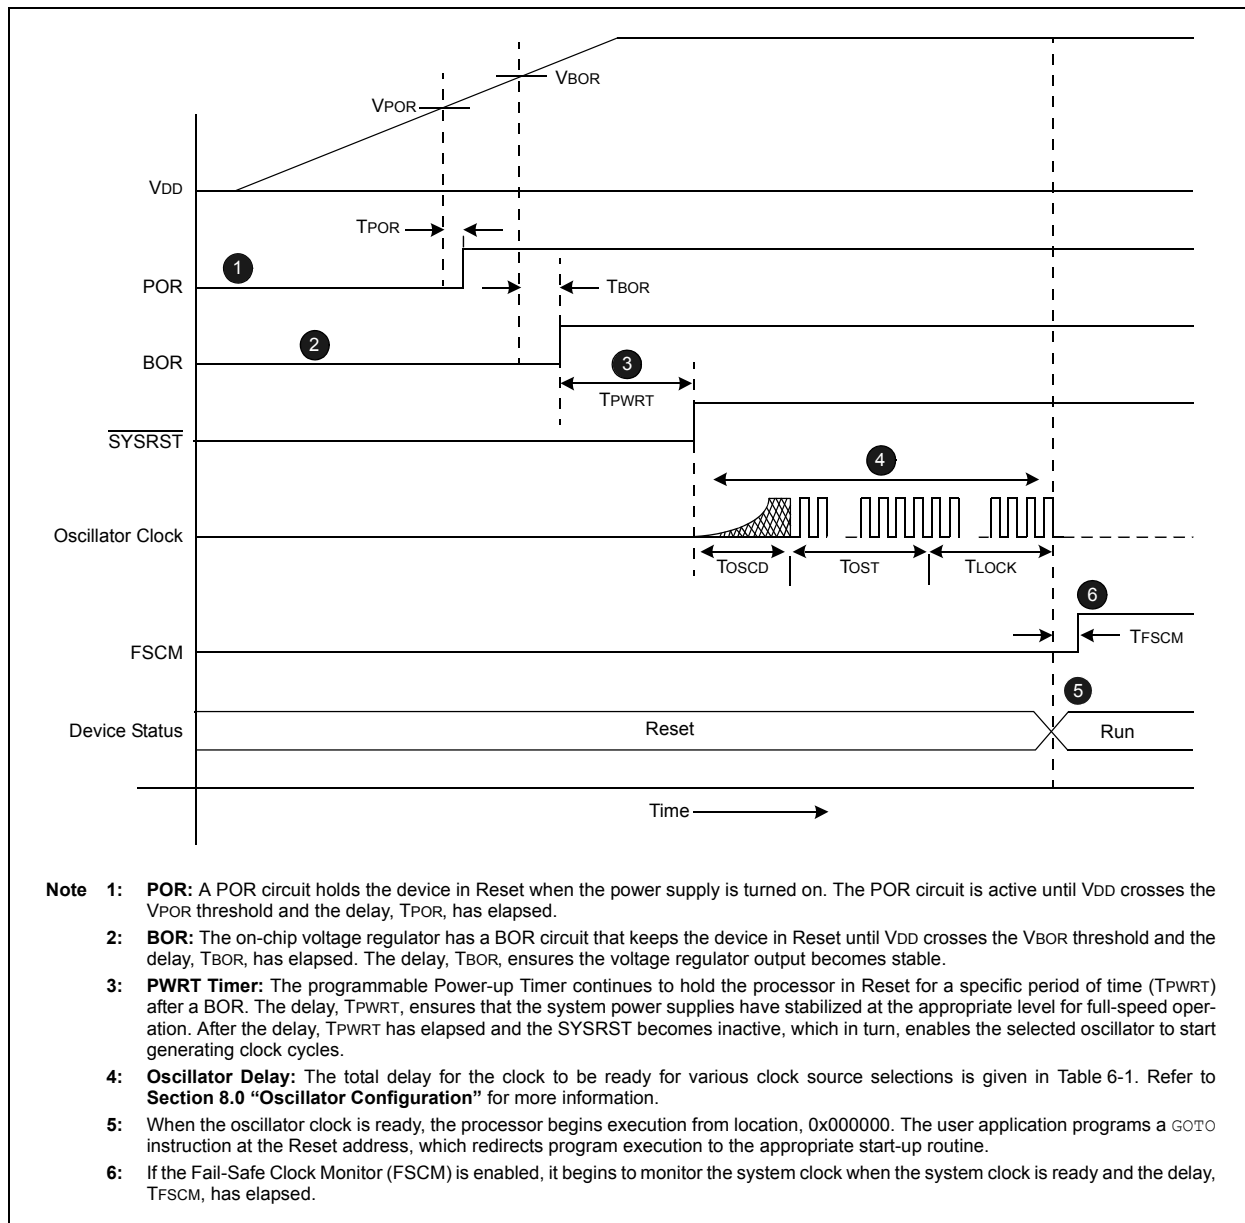 VBOR
VPOR
VDD
TPOR
1
POR
TBOR
2
BOR
3
TPWRT
SYSRST
4
Oscillator Clock
TOSCD
TOST
TLOCK
6
FSCM
TFSCM
5
Device Status
Reset
Run
Time
Note 1: POR: A POR circuit holds the device in Reset when the power supply is turned on. The POR circuit is active until VDD crosses the
VPOR threshold and the delay, TPOR, has elapsed.
2: BOR: The on-chip voltage regulator has a BOR circuit that keeps the device in Reset until VDD crosses the VBOR threshold and the
delay, TBOR, has elapsed. The delay, TBOR, ensures the voltage regulator output becomes stable.
3: PWRT Timer: The programmable Power-up Timer continues to hold the processor in Reset for a specific period of time (TPWRT)
after a BOR. The delay, TPWRT, ensures that the system power supplies have stabilized at the appropriate level for full-speed oper-
ation. After the delay, TPWRT has elapsed and the SYSRST becomes inactive, which in turn, enables the selected oscillator to start
generating clock cycles.
4: Oscillator Delay: The total delay for the clock to be ready for various clock source selections is given in Table 6-1. Refer to
Section 8.0 “Oscillator Configuration” for more information.
5: When the oscillator clock is ready, the processor begins execution from location, 0x000000. The user application programs a GOTO
instruction at the Reset address, which redirects program execution to the appropriate start-up routine.
6: If the Fail-Safe Clock Monitor (FSCM) is enabled, it begins to monitor the system clock when the system clock is ready and the delay,
TFSCM, has elapsed.